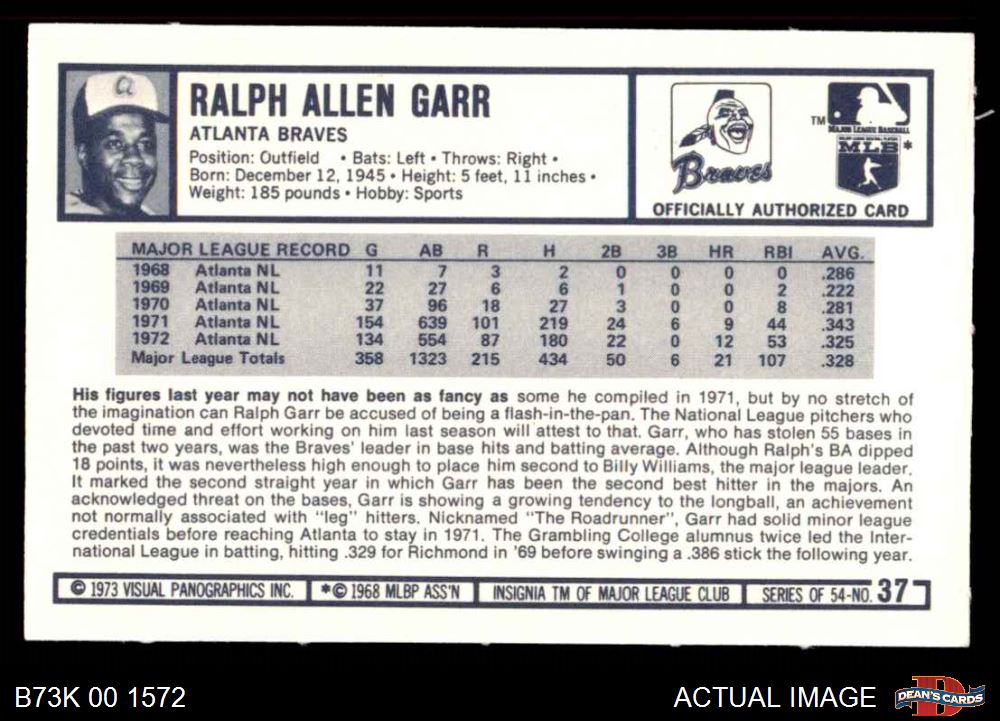 a
RALPH ALLEN GARR
ATLANTA BRAVES
Position: Outfield • Bats: Left • Throws: Right •
Born: December 12, 1945 • Height: 5 feet, 11 inches •
Weight: 185 pounds • Hobby: Sports
Braves
TM
MAJOR LEAGUE BASEBALL
MAJOR LEAGUE BASEBALL PLAYERS
MLB*
OFFICIALLY AUTHORIZED CARD
MAJOR LEAGUE RECORD G AB R H 2B 3B HR RBI AVG.
1968 Atlanta NL 11 7 3 2 0 0 0 0 .286
1969 Atlanta NL 22 27 6 6 1 0 0 2 .222
1970 Atlanta NL 37 96 18 27 3 0 0 8 .281
1971 Atlanta NL 154 639 101 219 24 6 9 44 .343
1972 Atlanta NL 134 554 87 180 22 0 12 53 .325
Major League Totals 358 1323 215 434 50 6 21 107 .328
His figures last year may not have been as fancy as some he compiled in 1971, but by no stretch of
the imagination can Ralph Garr be accused of being a flash-in-the-pan. The National League pitchers who
devoted time and effort working on him last season will attest to that. Garr, who has stolen 55 bases in
the past two years, was the Braves' leader in base hits and batting average. Although Ralph's BA dipped
18 points, it was nevertheless high enough to place him second to Billy Williams, the major league leader.
It marked the second straight year in which Garr has been the second best hitter in the majors. An
acknowledged threat on the bases, Garr is showing a growing tendency to the longball, an achievement
not normally associated with "leg" hitters. Nicknamed "The Roadrunner", Garr had solid minor league
credentials before reaching Atlanta to stay in 1971. The Grambling College alumnus twice led the Inter-
national League in batting, hitting .329 for Richmond in '69 before swinging a .386 stick the following year.
© 1973 VISUAL PANOGRAPHICS INC. *© 1968 MLBP ASS'N INSIGNIA TM OF MAJOR LEAGUE CLUB SERIES OF 54-NO. 37
B73K 00 1572
ACTUAL IMAGE
D
DEAN'S CARDS